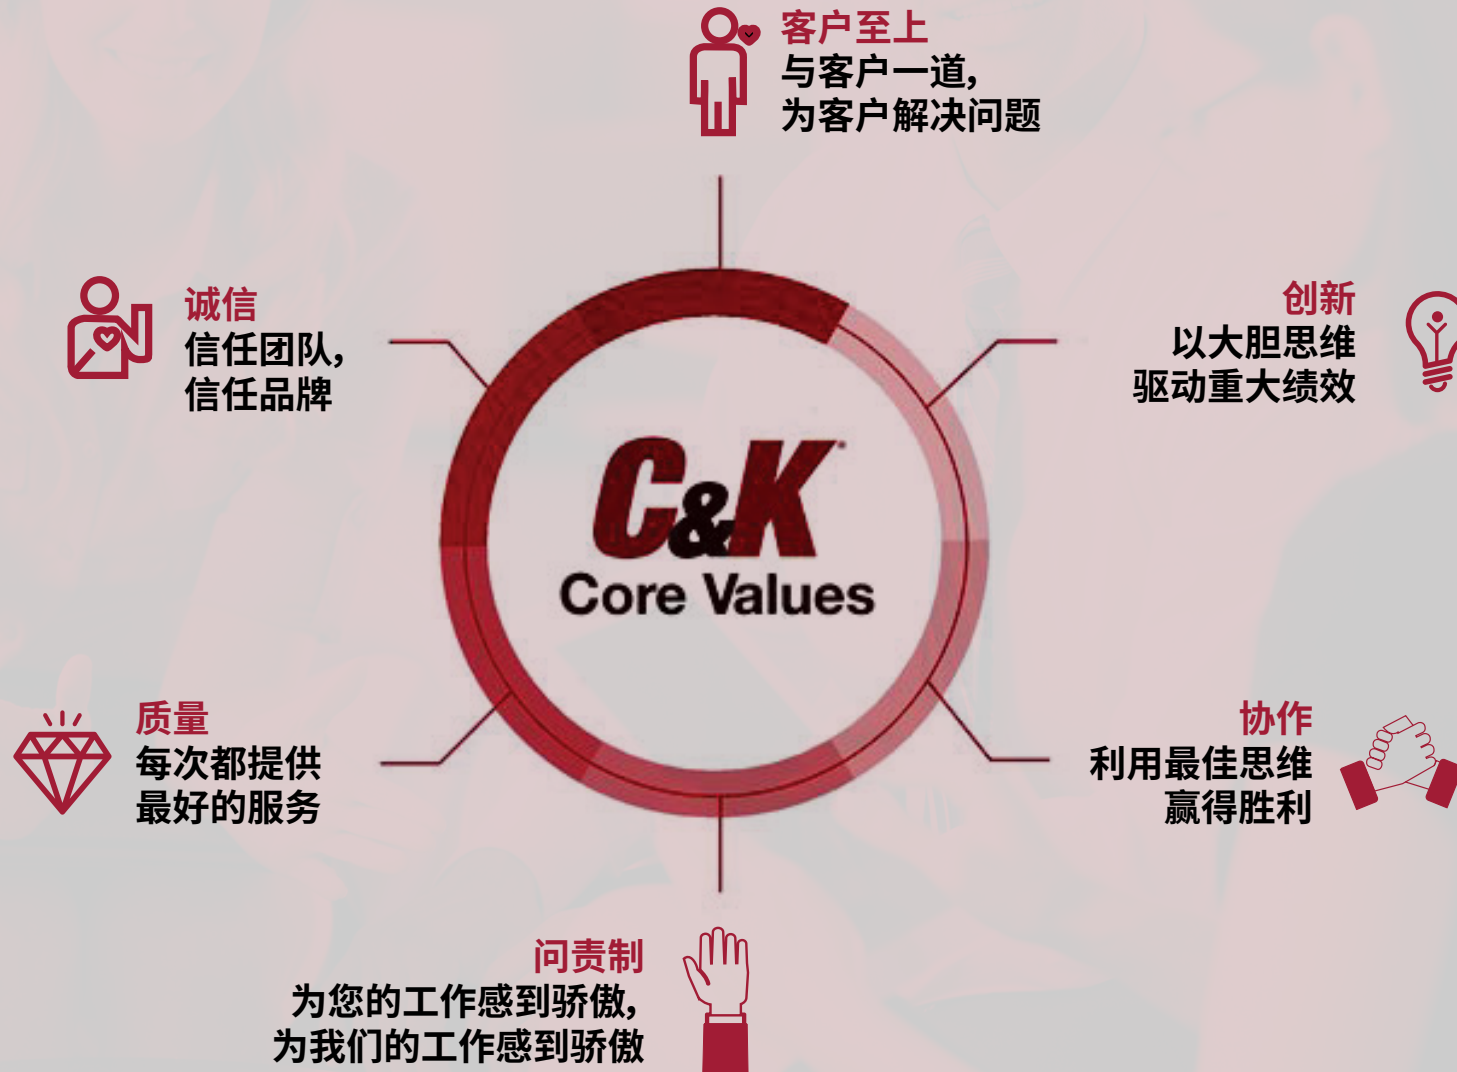 客户至上
与客户一道，
为客户解决问题
诚信
信任团队，
信任品牌
创新
以大胆思维
驱动重大绩效
C&K
Core Values
质量
每次都提供
最好的服务
协作
利用最佳思维
赢得胜利
问责制
为您的工作感到骄傲，
为我们的工作感到骄傲